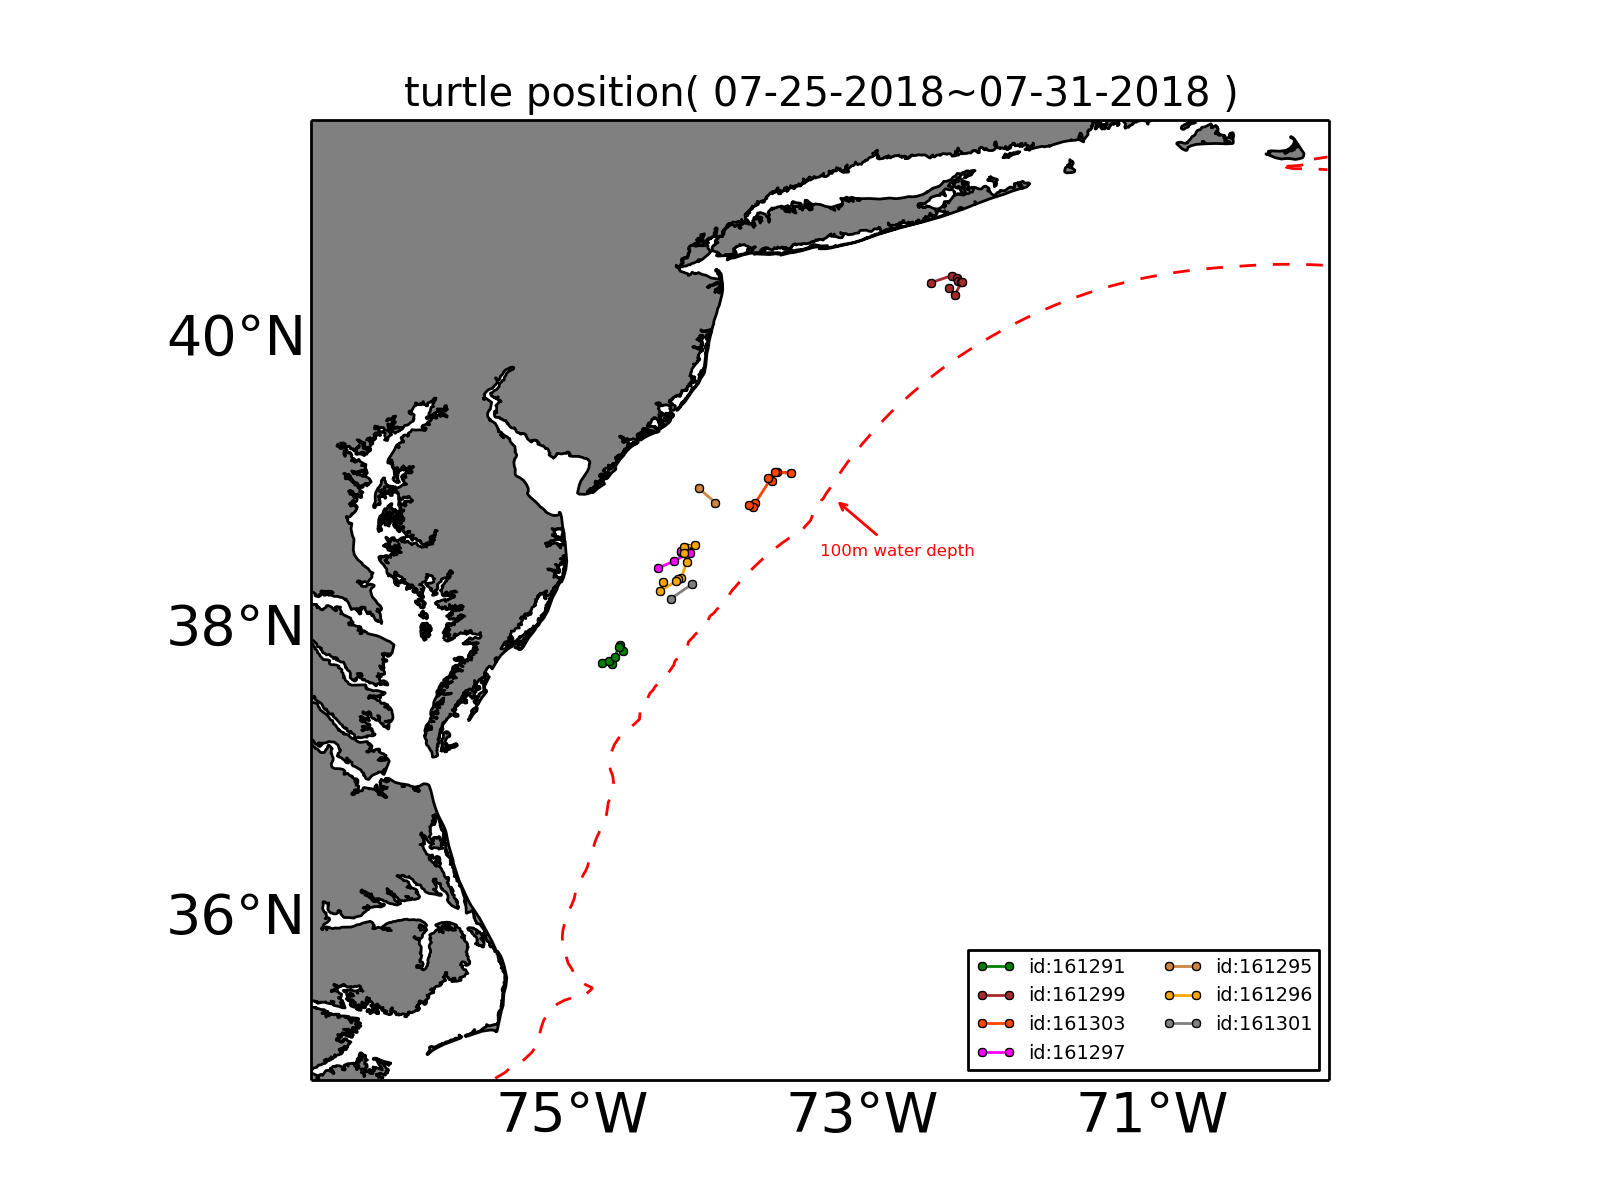 turtle position( 07-25-2018~07-31-2018 )
40°N
38°N
36°N
100m water depth
id:161291
id:161299
id:161303
id:161297
id:161295
id:161296
id:161301
75°W
73°W
71°W